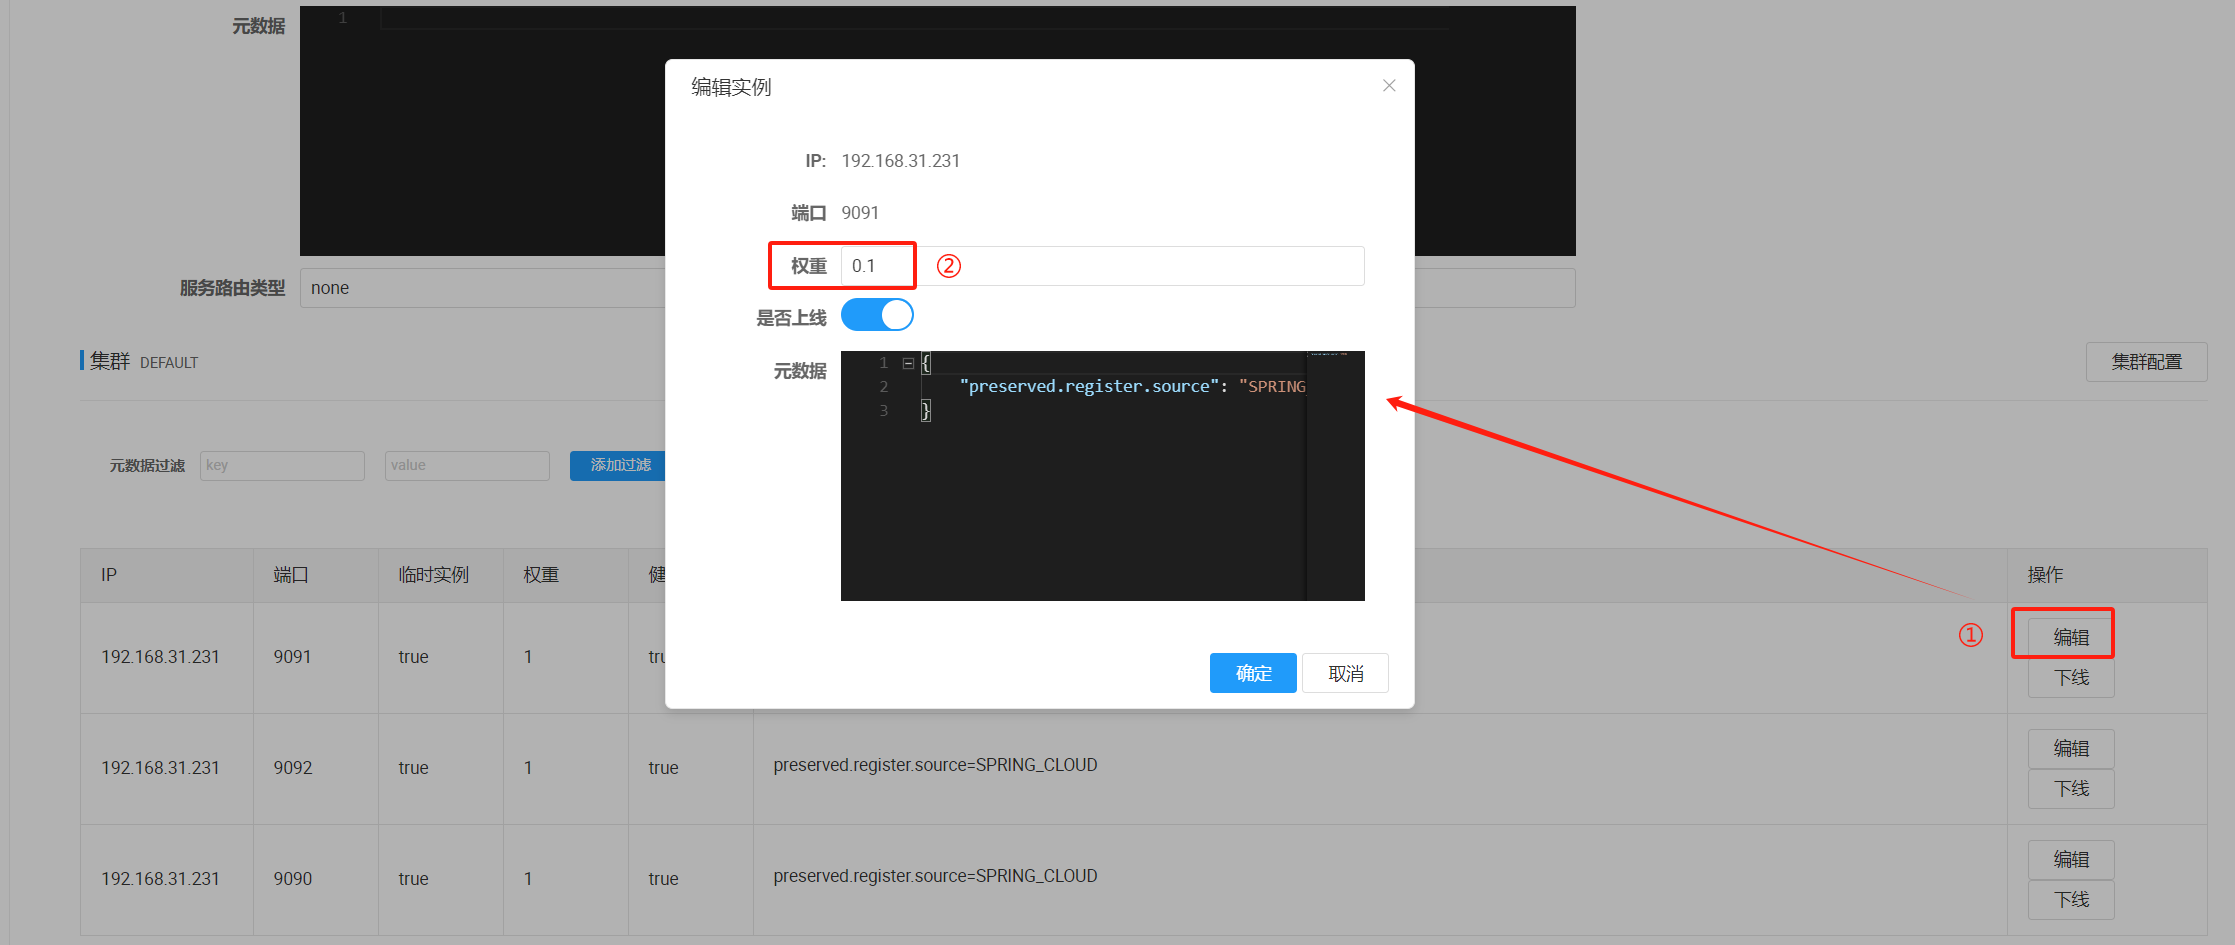 元数据
1
编辑实例
IP: 192.168.31.231
端口 9091
权重 0.1 ②
服务路由类型 none
是否上线
元数据
1 {
2 "preserved.register.source": "SPRING
3 }
集群 DEFAULT
集群配置
元数据过滤 key value 添加过滤
IP 端口 临时实例 权重 健 操作
192.168.31.231 9091 true 1 tru ① 编辑
下线
确定 取消
192.168.31.231 9092 true 1 true preserved.register.source=SPRING_CLOUD 编辑
下线
192.168.31.231 9090 true 1 true preserved.register.source=SPRING_CLOUD 编辑
下线